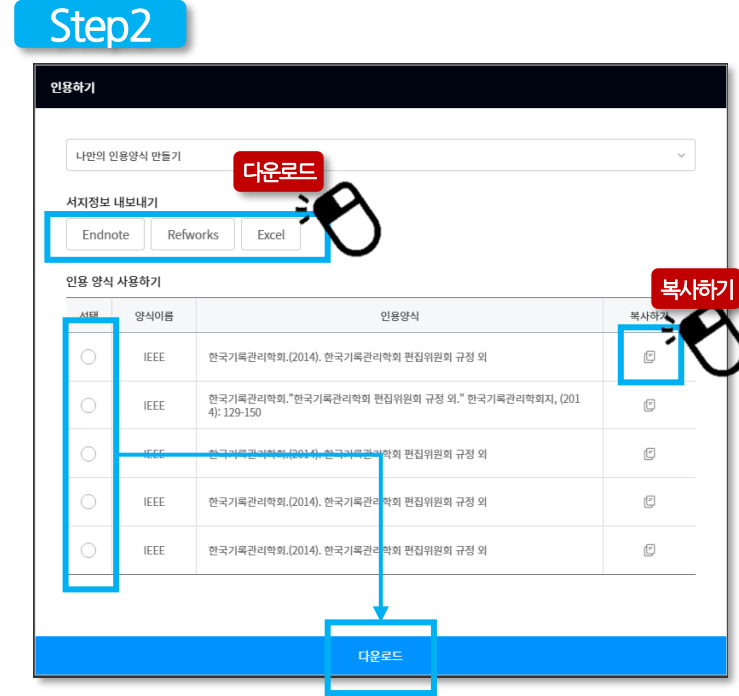 Step2
인용하기
나만의 인용양식 만들기
다운로드
서지정보 내보내기
Endnote Refworks Excel
인용 양식 사용하기
복사하기
선택 양식이름 인용양식 복사하기
IEEE 한국기록관리학회.(2014). 한국기록관리학회 편집위원회 규정 외
IEEE 한국기록관리학회."한국기록관리학회 편집위원회 규정 외." 한국기록관리학회지, (201
4): 129-150
IEEE 한국기록관리학회.(2014). 한국기록관리학회 편집위원회 규정 외
IEEE 한국기록관리학회.(2014). 한국기록관리학회 편집위원회 규정 외
IEEE 한국기록관리학회.(2014). 한국기록관리학회 편집위원회 규정 외
다운로드